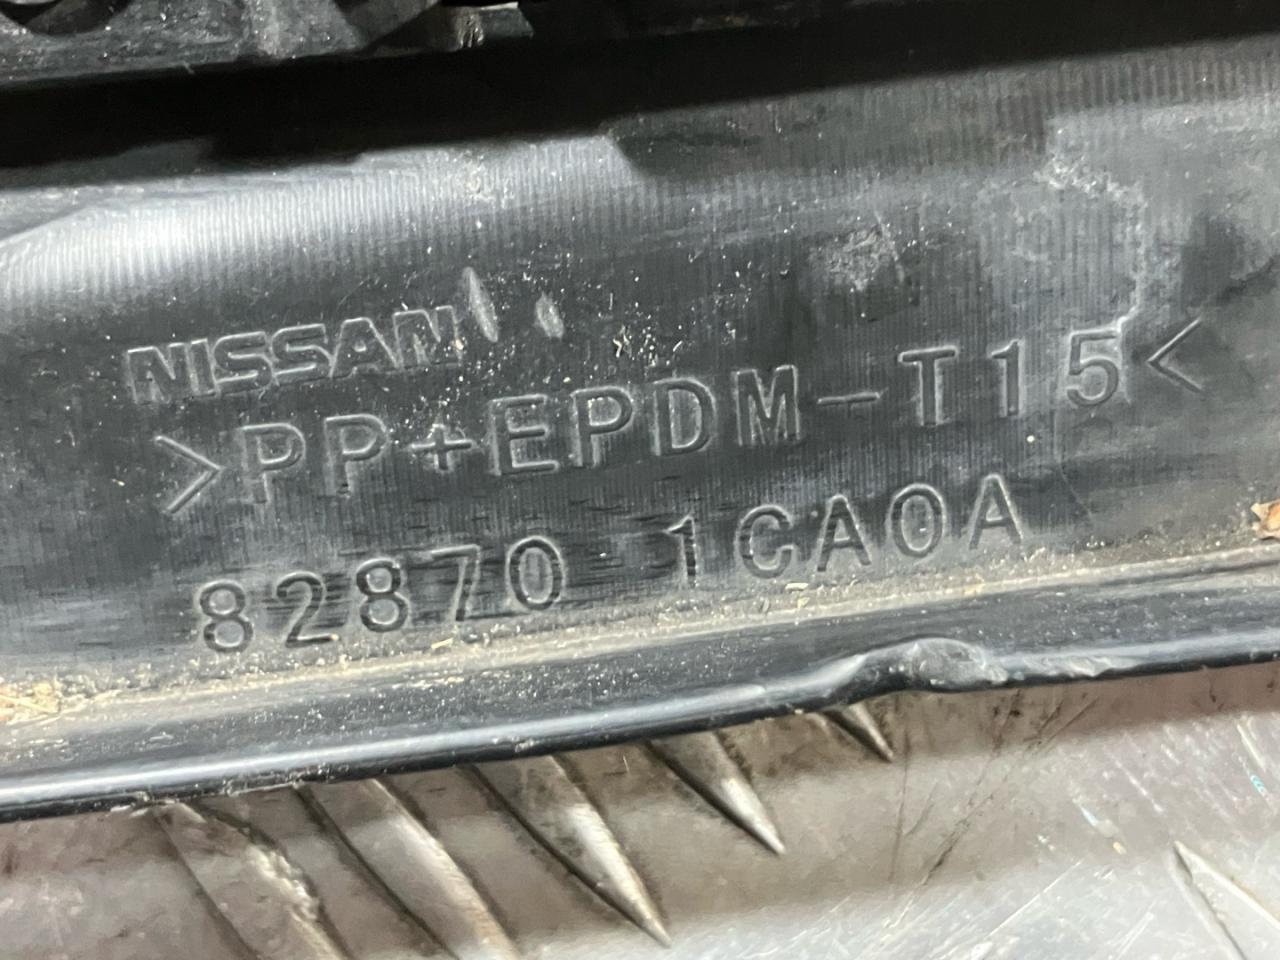 NISSAN
>PP+EPDM-T15<
82870 1CA0A